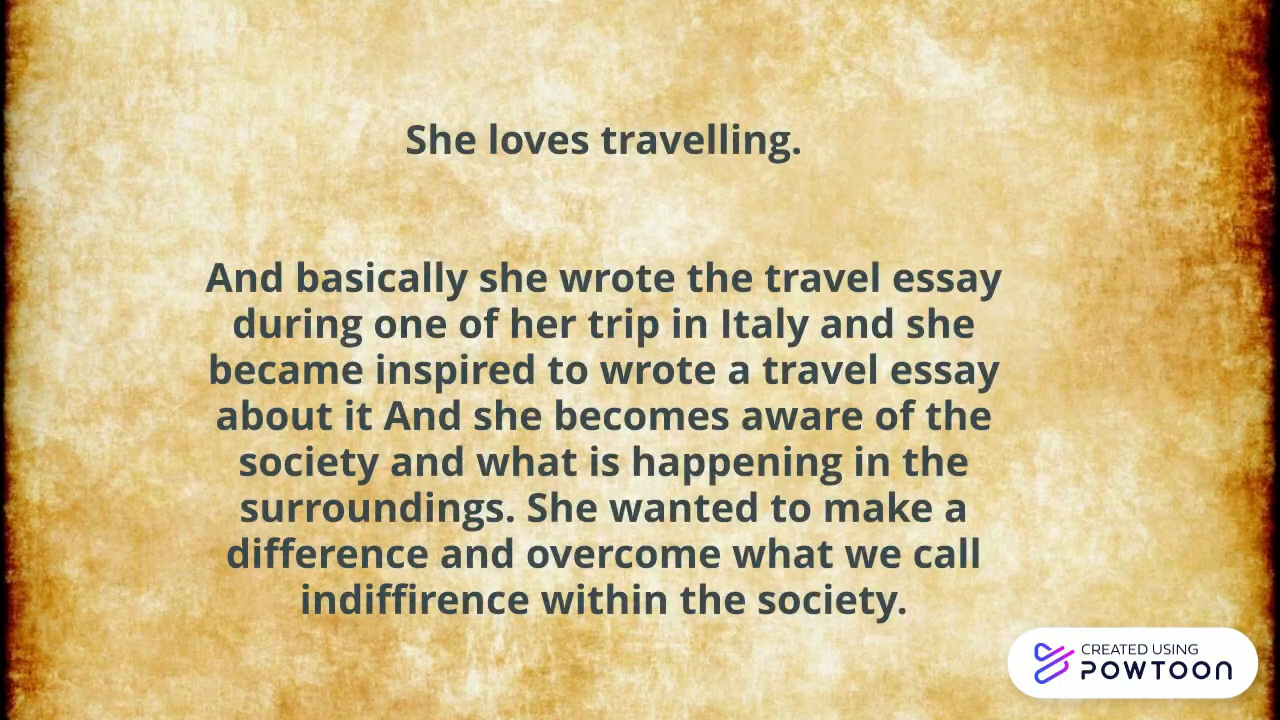 She loves travelling.
And basically she wrote the travel essay
during one of her trip in Italy and she
became inspired to wrote a travel essay
about it And she becomes aware of the
society and what is happening in the
surroundings. She wanted to make a
difference and overcome what we call
indiffirence within the society.
CREATED USING
POWTOON